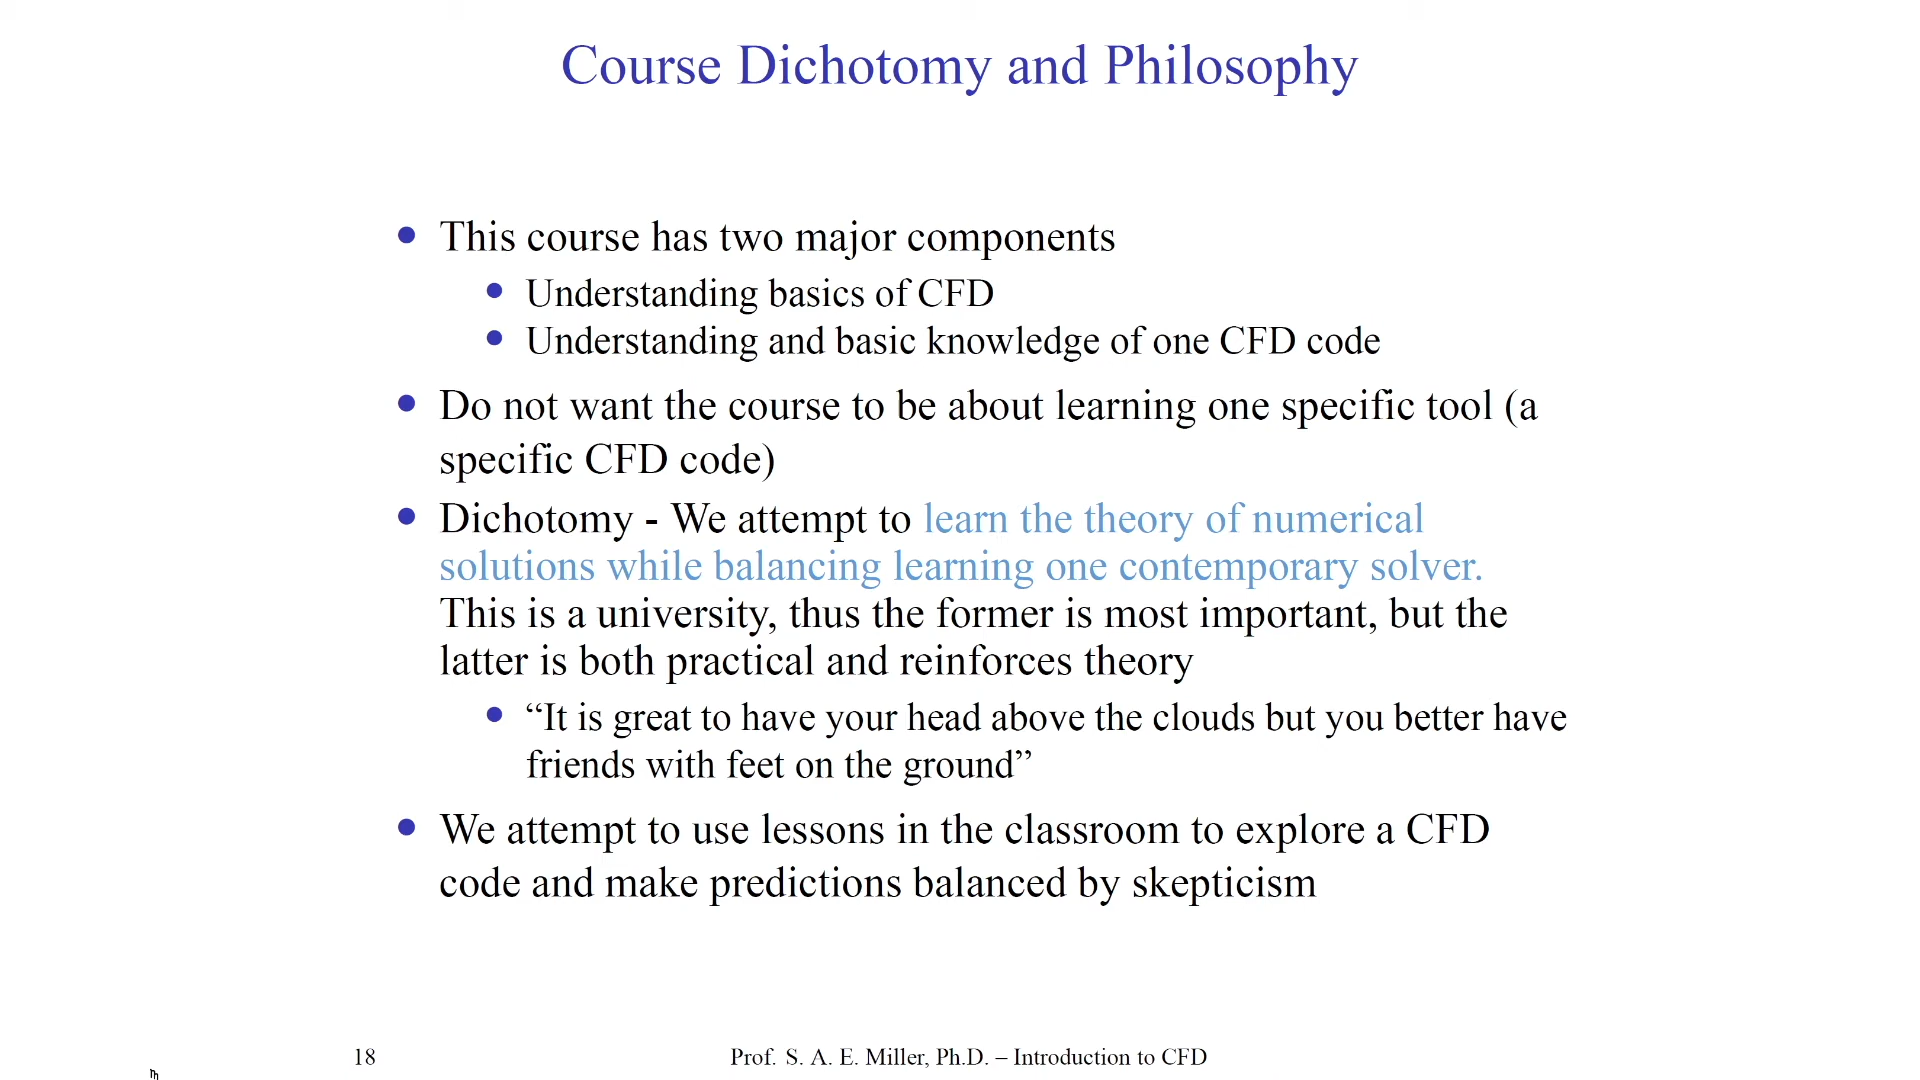 Course Dichotomy and Philosophy
This course has two major components
Understanding basics of CFD
Understanding and basic knowledge of one CFD code
Do not want the course to be about learning one specific tool (a
specific CFD code)
Dichotomy - We attempt to learn the theory of numerical
solutions while balancing learning one contemporary solver.
This is a university, thus the former is most important, but the
latter is both practical and reinforces theory
“It is great to have your head above the clouds but you better have
friends with feet on the ground”
We attempt to use lessons in the classroom to explore a CFD
code and make predictions balanced by skepticism
18 Prof. S. A. E. Miller, Ph.D. – Introduction to CFD